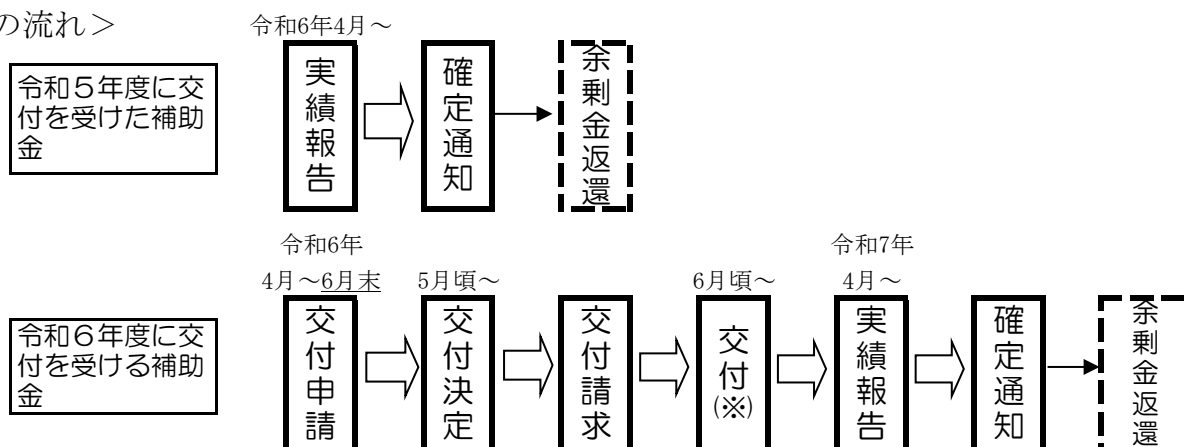 の流れ＞
令和6年4月～
令和５年度に交
付を受けた補助
金
実績報告
確定通知
余剰金返還
令和6年
4月～6月末
5月頃～
6月頃～
令和7年
4月～
令和６年度に交
付を受ける補助
金
交付申請
交付決定
交付請求
交付
(※)
実績報告
確定通知
余剰金返還